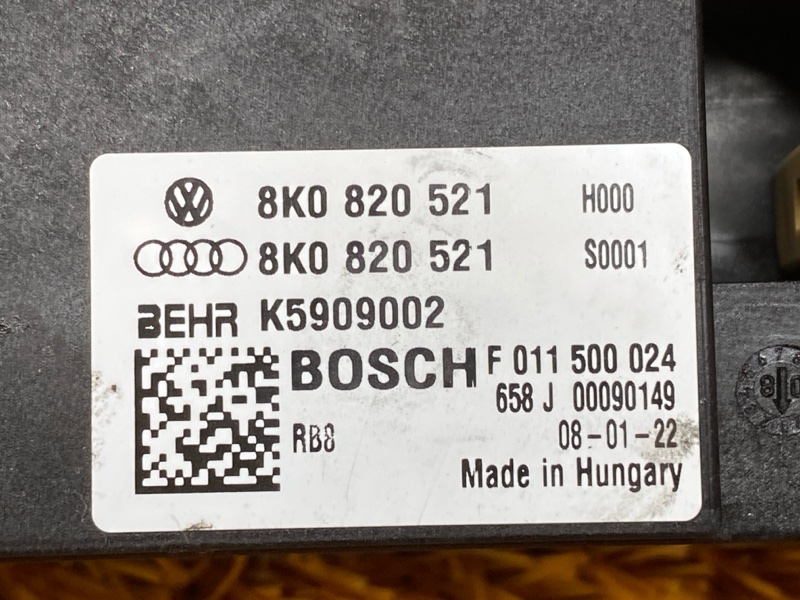 8K0 820 521 H000
8K0 820 521 S0001
BEHR K5909002
BOSCH F 011 500 024
658 J 00090149
RB8 08-01-22
Made in Hungary